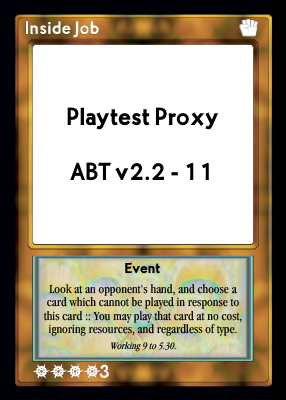 Inside Job
Playtest Proxy
ABT v2.2 - 11
Event
Look at an opponent's hand, and choose a
card which cannot be played in response to
this card :: You may play that card at no cost,
ignoring resources, and regardless of type.
Working 9 to 5.30.
3